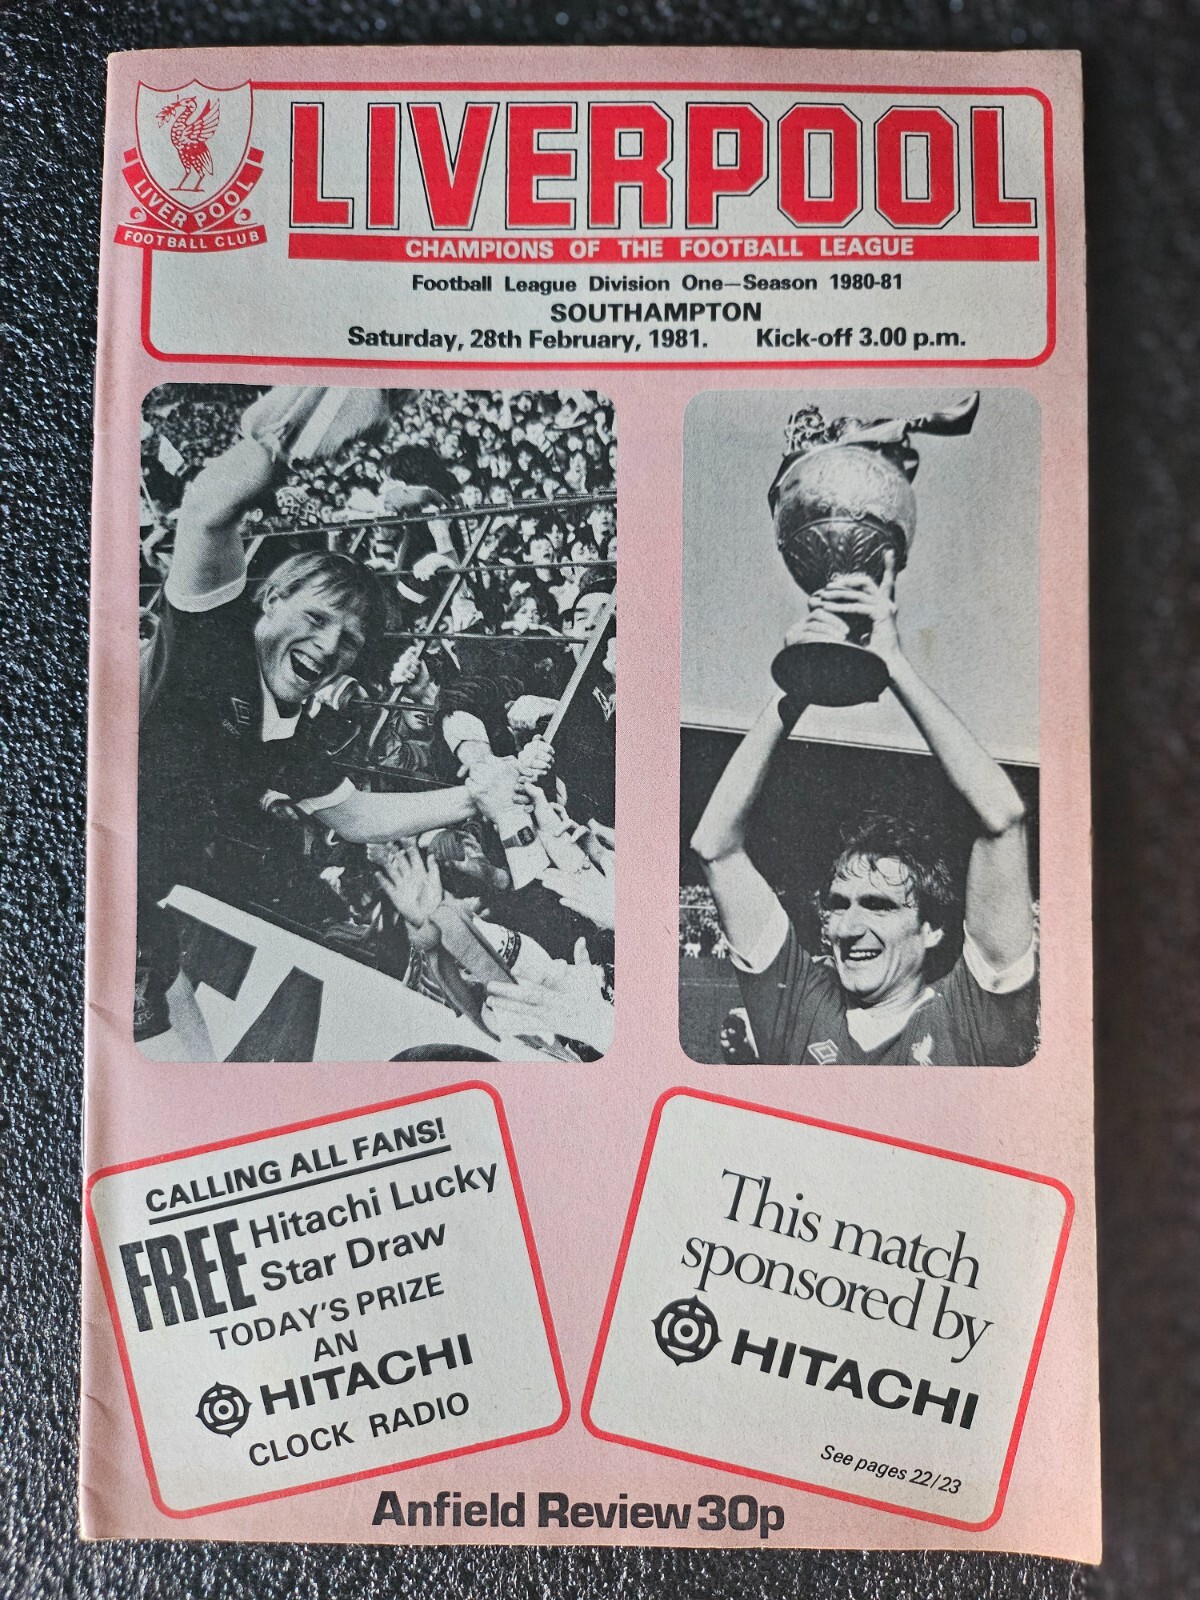 LIVERPOOL
FOOTBALL CLUB
LIVERPOOL
CHAMPIONS OF THE FOOTBALL LEAGUE
Football League Division One—Season 1980-81
SOUTHAMPTON
Saturday, 28th February, 1981. Kick-off 3.00 p.m.
CALLING ALL FANS!
FREE Hitachi Lucky
Star Draw
TODAY'S PRIZE
AN
HITACHI
CLOCK RADIO
This match
sponsored by
HITACHI
See pages 22/23
Anfield Review 30p